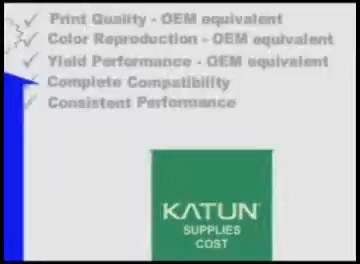 Print Quality - OEM equivalent
Color Reproduction - OEM equivalent
Yield Performance - OEM equivalent
Complete Compatibility
Consistent Performance
KATUN
SUPPLIES
COST